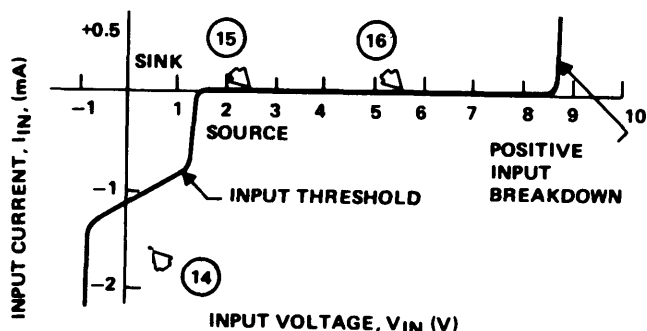 +0.5
15
16
SINK
-1
1
2
3
4
5
6
7
8
9
10
SOURCE
POSITIVE
INPUT
BREAKDOWN
INPUT THRESHOLD
-1
14
-2
INPUT CURRENT, IIN, (mA)
INPUT VOLTAGE, VIN (V)